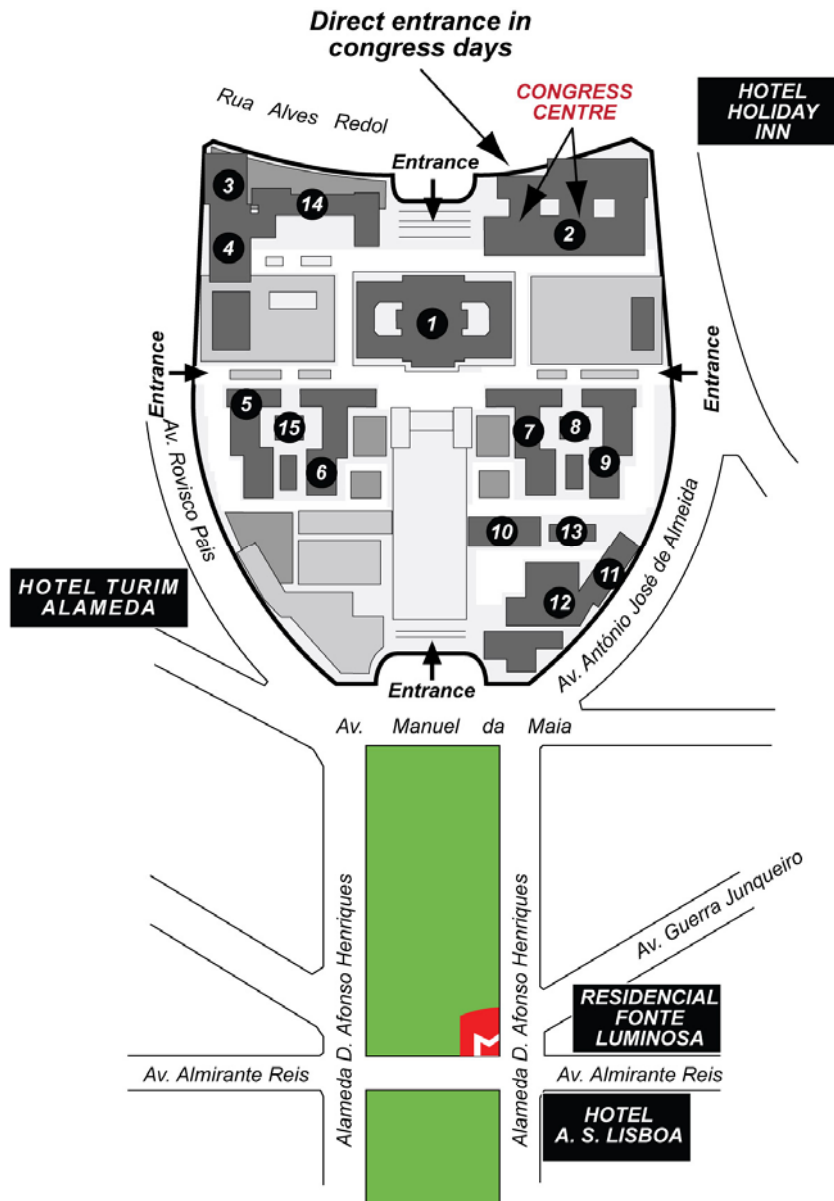 Direct entrance in
congress days
CONGRESS
CENTRE
HOTEL
HOLIDAY
INN
Rua Alves Redol
Entrance
3
14
4
2
1
Entrance
Entrance
5
15
6
7
8
9
Av. Rovisco Pais
10
13
11
12
HOTEL TURIM
ALAMEDA
Av. António José de Almeida
Entrance
Av. Manuel da Maia
Alameda D. Afonso Henriques
Alameda D. Afonso Henriques
Av. Guerra Junqueiro
M
RESIDENCIAL
FONTE
LUMINOSA
Av. Almirante Reis
Av. Almirante Reis
HOTEL
A. S. LISBOA